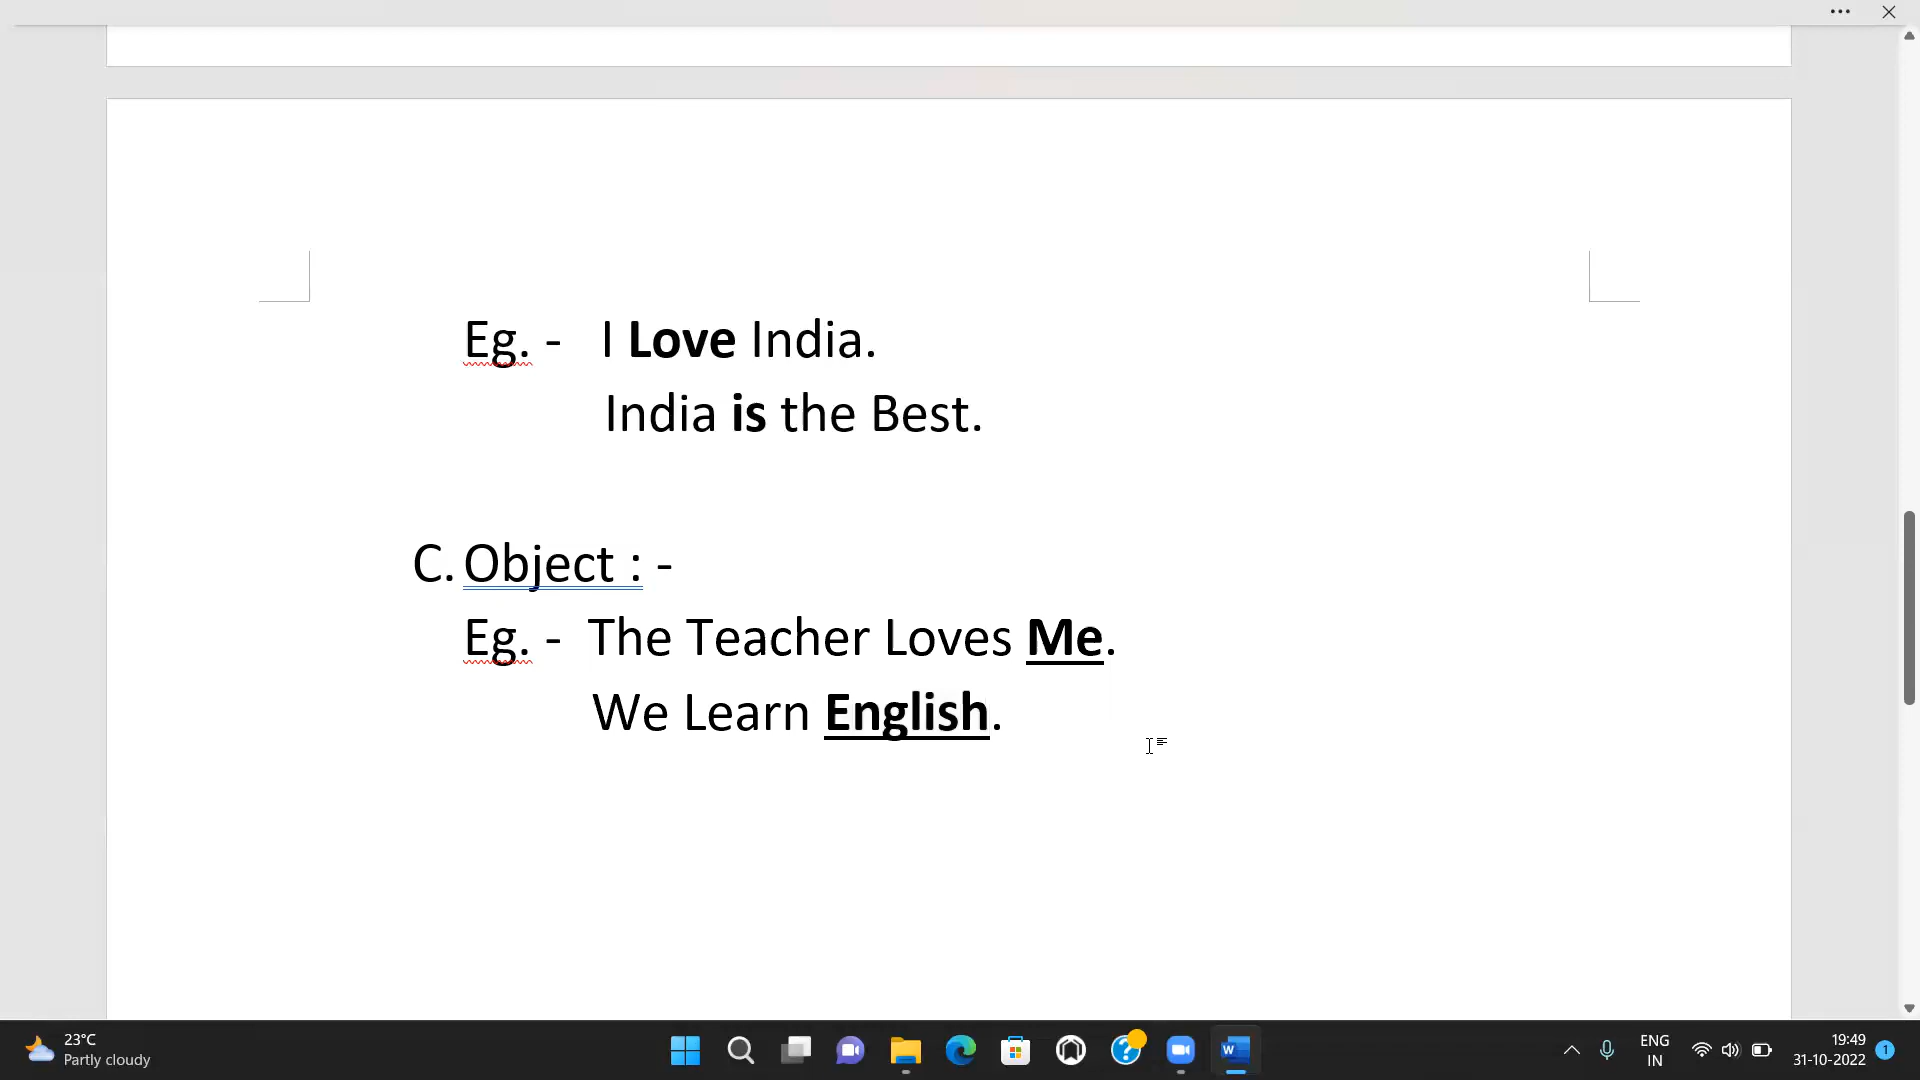 Eg. - I Love India.
India is the Best.
C. Object : -
Eg. - The Teacher Loves Me.
We Learn English.
23°C
Partly cloudy
ENG
IN
19:49
31-10-2022
1